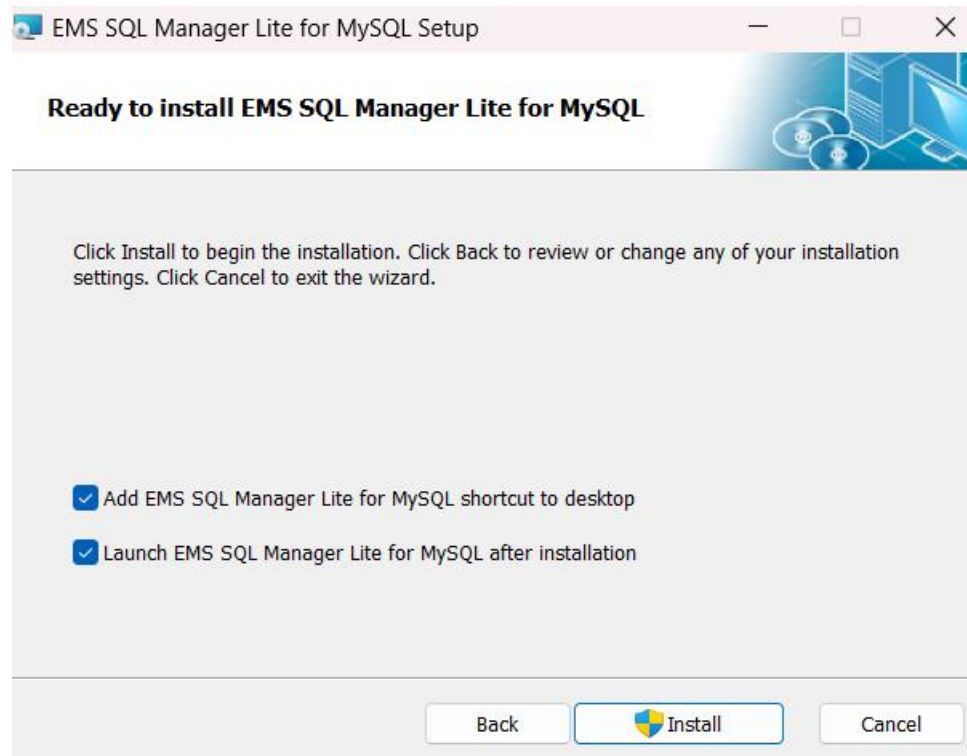 EMS SQL Manager Lite for MySQL Setup
Ready to install EMS SQL Manager Lite for MySQL
Click Install to begin the installation. Click Back to review or change any of your installation
settings. Click Cancel to exit the wizard.
Add EMS SQL Manager Lite for MySQL shortcut to desktop
Launch EMS SQL Manager Lite for MySQL after installation
Back
Install
Cancel